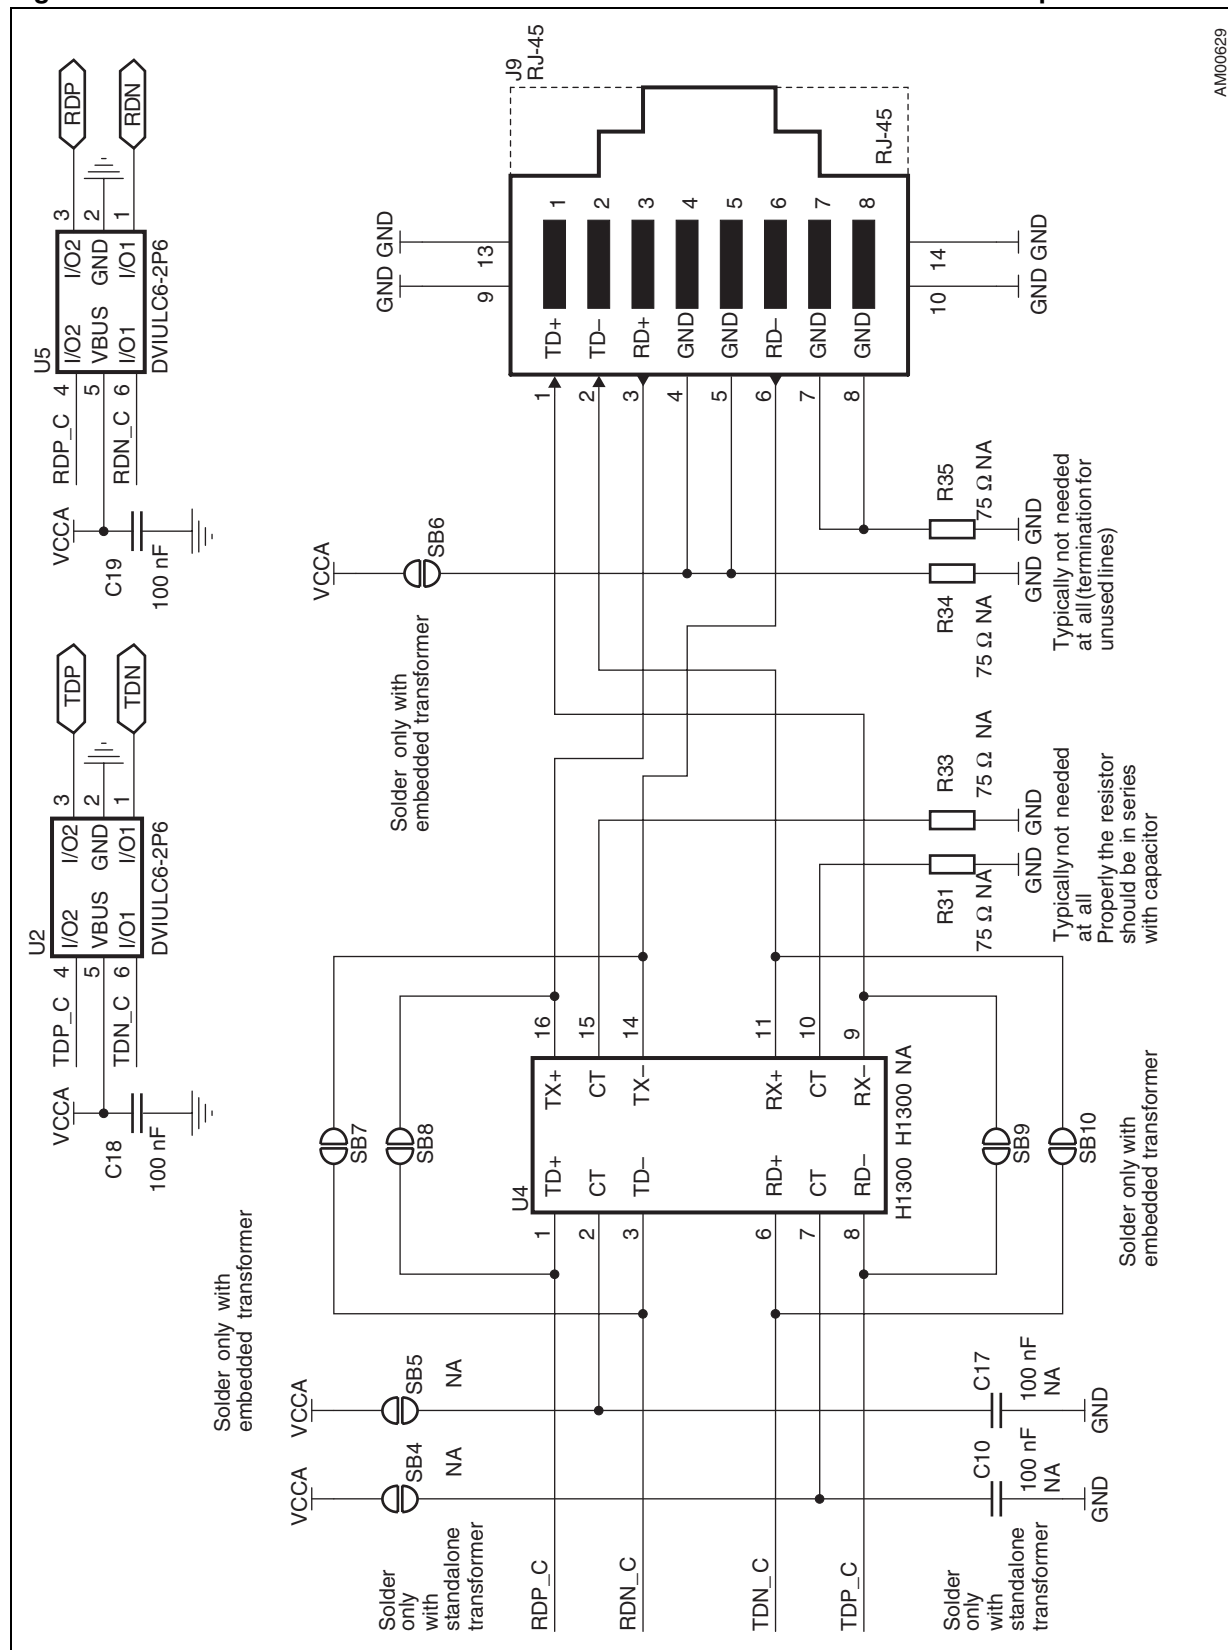 AM00629
VCCA
C18
100 nF
TDP_C 4
5
TDN_C 6
U2
I/O2
VBUS
I/O1
I/O2
GND
I/O1
DVIULC6-2P6
3
2
1
TDP
TDN
VCCA
C19
100 nF
RDP_C 4
5
RDN_C 6
U5
I/O2
VBUS
I/O1
I/O2
GND
I/O1
DVIULC6-2P6
3
2
1
RDP
RDN
Solder only with
embedded transformer
VCCA
SB4
NA
VCCA
SB5
NA
Solder
only
with
standalone
transformer
RDP_C
RDN_C
TDN_C
TDP_C
Solder
only
with
standalone
transformer
C10
100 nF
NA
GND
C17
100 nF
NA
GND
SB7
SB8
U4
1
2
3
6
7
8
TD+
CT
TD–
RD+
CT
RD–
TX+
CT
TX–
RX+
CT
RX–
16
15
14
11
10
9
H1300 H1300 NA
SB9
SB10
Solder only with
embedded transformer
Solder only with
embedded transformer
VCCA
SB6
R31
75 Ω NA
GND
R33
75 Ω NA
GND
Typically not needed
at all
Properly the resistor
should be in series
with capacitor
R34
75 Ω NA
GND
R35
75 Ω NA
GND
Typically not needed
at all (termination for
unused lines)
J9
RJ-45
GND GND
9
13
1
2
3
4
5
6
7
8
TD+
TD–
RD+
GND
GND
RD–
GND
GND
1
2
3
4
5
6
7
8
RJ-45
10
14
GND GND